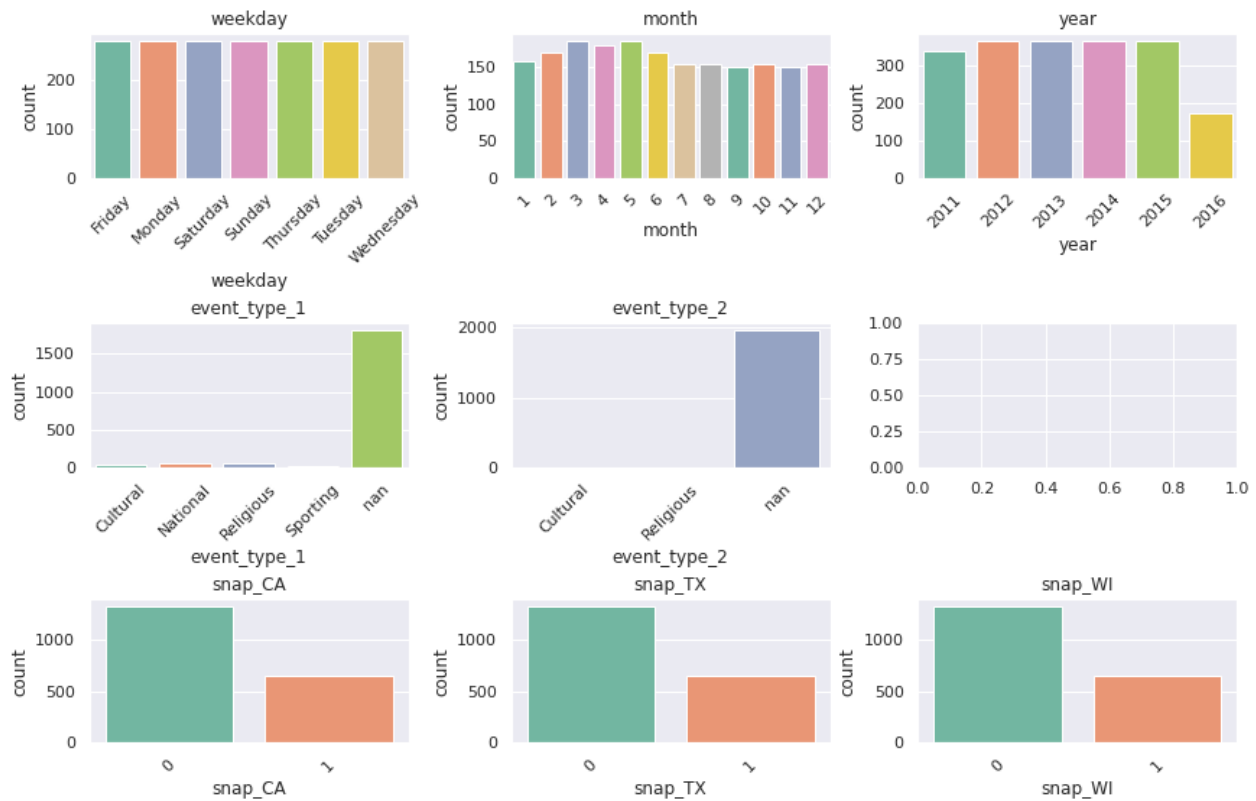 weekday
month
year
count
200
100
0
Friday
Monday
Saturday
Sunday
Thursday
Tuesday
Wednesday
weekday
count
150
100
50
0
1
2
3
4
5
6
7
8
9
10
11
12
month
count
300
200
100
0
2011
2012
2013
2014
2015
2016
year
event_type_1
event_type_2
count
1500
1000
500
0
Cultural
National
Religious
Sporting
nan
event_type_1
count
2000
1000
0
Cultural
Religious
nan
event_type_2
1.00
0.75
0.50
0.25
0.00
0.0 0.2 0.4 0.6 0.8 1.0
snap_CA
snap_TX
snap_WI
count
1000
500
0
0
1
snap_CA
count
1000
500
0
0
1
snap_TX
count
1000
500
0
0
1
snap_WI